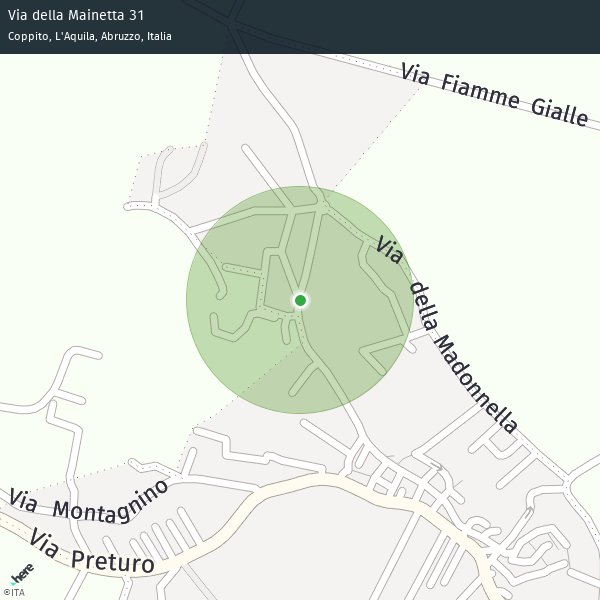 Via della Mainetta 31
Coppito, L'Aquila, Abruzzo, Italia
Via Fiamme Gialle
Via della Madonnella
Via Montagnino
Via Preturo
here
©ITA